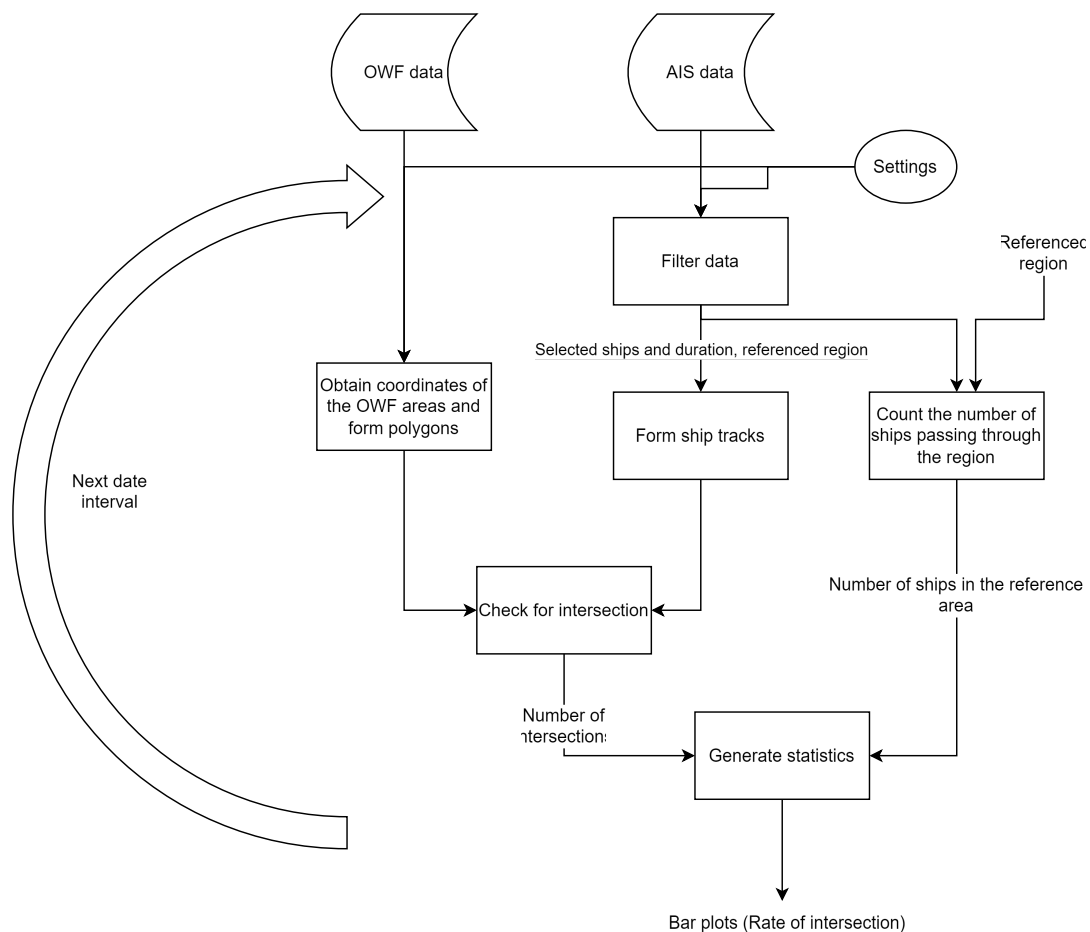 OWF data
AIS data
Settings
Filter data
Referenced
region
Selected ships and duration, referenced region
Obtain coordinates of
the OWF areas and
form polygons
Form ship tracks
Count the number of
ships passing through
the region
Next date
interval
Check for intersection
Number of ships in the reference
area
Number of
ntersections
Generate statistics
Bar plots (Rate of intersection)